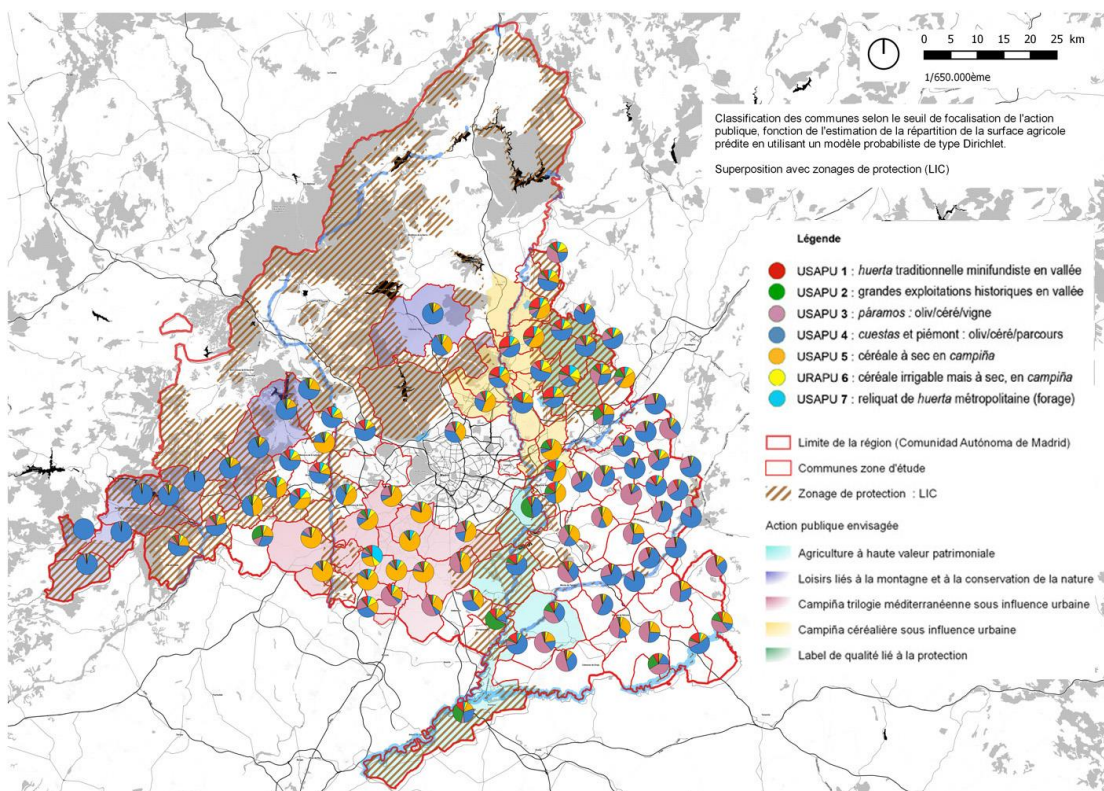 0 5 10 15 20 25 km
1/650.000ème
Classification des communes selon le seuil de focalisation de l'action
publique, fonction de l'estimation de la répartition de la surface agricole
prédite en utilisant un modèle probabiliste de type Dirichlet.
Superposition avec zonages de protection (LIC)
Légende
USAPU 1 : huerta traditionnelle minifundiste en vallée
USAPU 2 : grandes exploitations historiques en vallée
USAPU 3 : páramos : oliv/céré/vigne
USAPU 4 : cuestas et piémont : oliv/céré/parcours
USAPU 5 : céréale à sec en campiña
URAPU 6 : céréale irrigable mais à sec, en campiña
USAPU 7 : reliquat de huerta métropolitaine (forage)
Limite de la région (Comunidad Autónoma de Madrid)
Communes zone d'étude
Zonage de protection : LIC
Action publique envisagée
Agriculture à haute valeur patrimoniale
Loisirs liés à la montagne et à la conservation de la nature
Campiña trilogie méditerranéenne sous influence urbaine
Campiña céréalière sous influence urbaine
Label de qualité lié à la protection